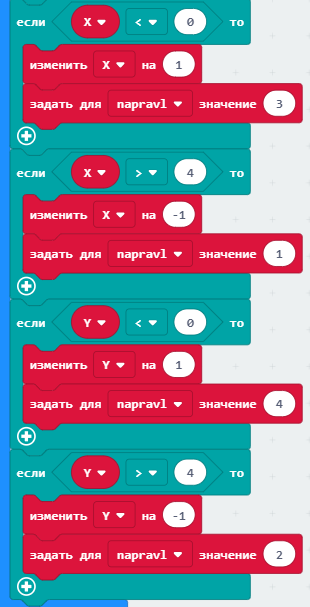 если X < 0 то
изменить X на 1
задать для napravl значение 3
если X > 4 то
изменить X на -1
задать для napravl значение 1
если Y < 0 то
изменить Y на 1
задать для napravl значение 4
если Y > 4 то
изменить Y на -1
задать для napravl значение 2